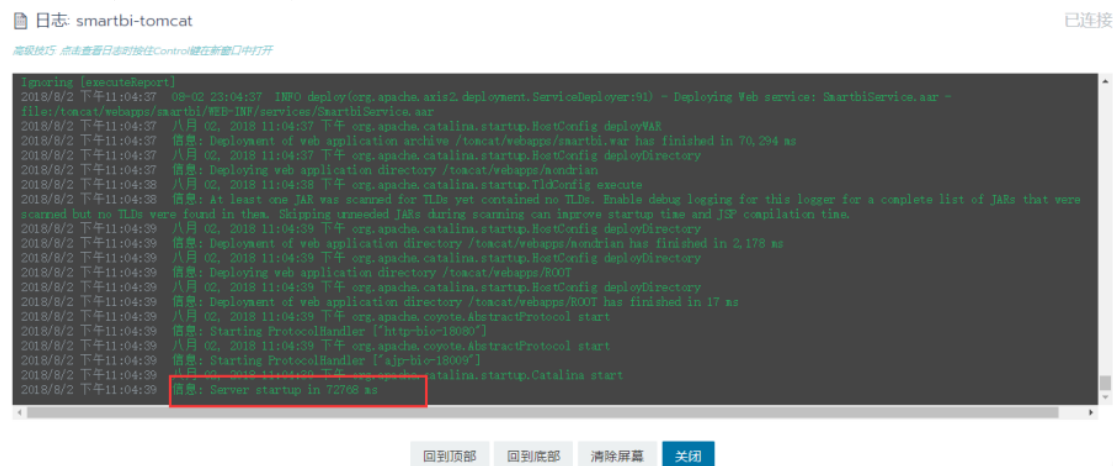 日志: smartbi-tomcat
已连接
高级技巧 点击查看日志时按住Control键在新窗口中打开
Ignoring [executeReport]
2018/8/2 下午11:04:37 08-02 23:04:37 INFO deploy(org.apache.axis2.deployment.ServiceDeployer:91) - Deploying Web service: SmartbiService.aar -
file:/tomcat/webapps/smartbi/WEB-INF/services/SmartbiService.aar
2018/8/2 下午11:04:37 八月 02, 2018 11:04:37 下午 org.apache.catalina.startup.HostConfig deployWAR
2018/8/2 下午11:04:37 信息: Deployment of web application archive /tomcat/webapps/smartbi.war has finished in 70,294 ms
2018/8/2 下午11:04:37 八月 02, 2018 11:04:37 下午 org.apache.catalina.startup.HostConfig deployDirectory
2018/8/2 下午11:04:37 信息: Deploying web application directory /tomcat/webapps/mondrian
2018/8/2 下午11:04:38 八月 02, 2018 11:04:38 下午 org.apache.catalina.startup.TldConfig execute
2018/8/2 下午11:04:38 信息: At least one JAR was scanned for TLDs yet contained no TLDs. Enable debug logging for this logger for a complete list of JARs that were
scanned but no TLDs were found in them. Skipping unneeded JARs during scanning can improve startup time and JSP compilation time.
2018/8/2 下午11:04:39 八月 02, 2018 11:04:39 下午 org.apache.catalina.startup.HostConfig deployDirectory
2018/8/2 下午11:04:39 信息: Deployment of web application directory /tomcat/webapps/mondrian has finished in 2,178 ms
2018/8/2 下午11:04:39 八月 02, 2018 11:04:39 下午 org.apache.catalina.startup.HostConfig deployDirectory
2018/8/2 下午11:04:39 信息: Deploying web application directory /tomcat/webapps/ROOT
2018/8/2 下午11:04:39 八月 02, 2018 11:04:39 下午 org.apache.catalina.startup.HostConfig deployDirectory
2018/8/2 下午11:04:39 信息: Deployment of web application directory /tomcat/webapps/ROOT has finished in 17 ms
2018/8/2 下午11:04:39 八月 02, 2018 11:04:39 下午 org.apache.coyote.AbstractProtocol start
2018/8/2 下午11:04:39 信息: Starting ProtocolHandler ["http-bio-18080"]
2018/8/2 下午11:04:39 八月 02, 2018 11:04:39 下午 org.apache.coyote.AbstractProtocol start
2018/8/2 下午11:04:39 信息: Starting ProtocolHandler ["ajp-bio-18009"]
2018/8/2 下午11:04:39 八月 02, 2018 11:04:39 下午 org.apache.catalina.startup.Catalina start
2018/8/2 下午11:04:39 信息: Server startup in 72768 ms
回到顶部 回到底部 清除屏幕 关闭